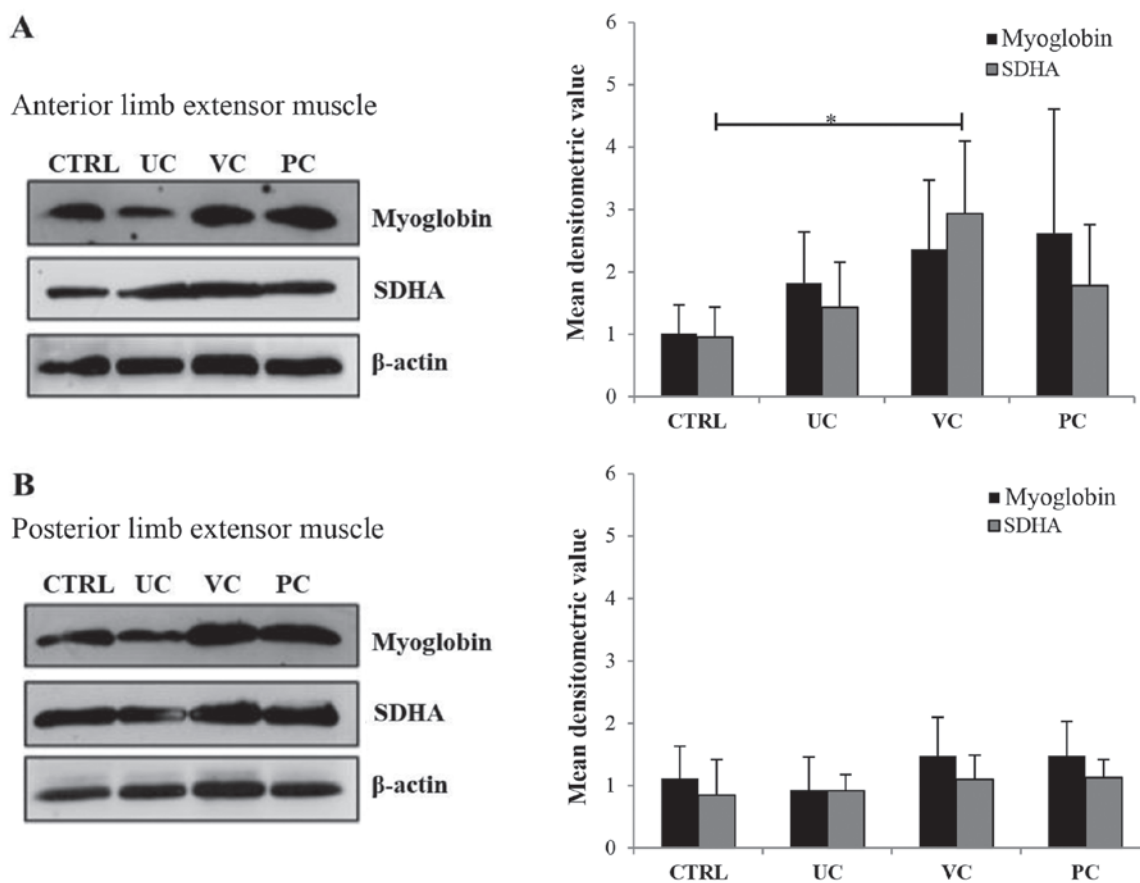 A
Anterior limb extensor muscle
CTRL UC VC PC
Myoglobin
SDHA
β-actin
Mean densitometric value
6
5
4
3
2
1
0
*
Myoglobin
SDHA
CTRL UC VC PC
B
Posterior limb extensor muscle
CTRL UC VC PC
Myoglobin
SDHA
β-actin
Mean densitometric value
6
5
4
3
2
1
0
Myoglobin
SDHA
CTRL UC VC PC